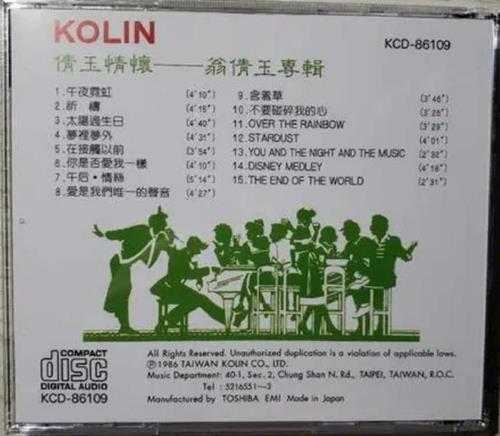 KOLIN
KCD-86109
倩玉情懷——翁倩玉專輯
1.午夜霓虹 (4'10")
2.祈禱 (4'15")
3.太陽過生日 (4'40")
4.夢裡夢外 (4'31")
5.在接觸以前 (3'54")
6.你是否愛我一樣 (4'10")
7.午后·情絲 (5'14")
8.愛是我們唯一的聲音 (4'27")
9.含羞草 (3'46")
10.不要碰碎我的心 (3'28")
11.OVER THE RAINBOW (3'29")
12.STARDUST (4'01")
13.YOU AND THE NIGHT AND THE MUSIC (2'32")
14.DISNEY MEDLEY (4'18")
15.THE END OF THE WORLD (2'31")
COMPACT
disc
DIGITAL AUDIO
KCD-86109
All Rights Reserved. Unauthorized duplication is a violation of applicable laws.
Ⓟ1986 TAIWAN KOLIN CO., LTD.
Music Department: 40-1, Sec. 2, Chung Shan N. Rd., TAIPEI, TAIWAN, R.O.C.
Tel : 5216551~3
Manufactured by TOSHIBA EMI Made in Japan